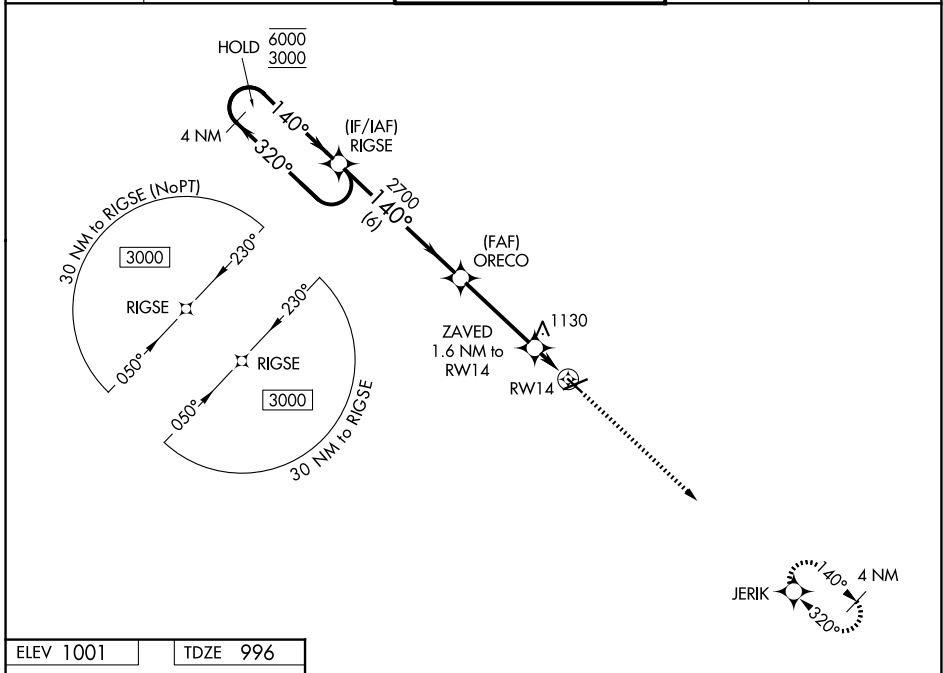 HOLD
6000
3000
140°
4 NM
320°
(IF/IAF)
RIGSE
2700
140°
(6)
30 NM to RIGSE (NoPT)
3000
230°
RIGSE
050°
230°
RIGSE
3000
050°
30 NM to RIGSE
(FAF)
ORECO
1130
ZAVED
1.6 NM to
RW14
RW14
JERIK
140°
4 NM
320°
ELEV 1001
TDZE 996